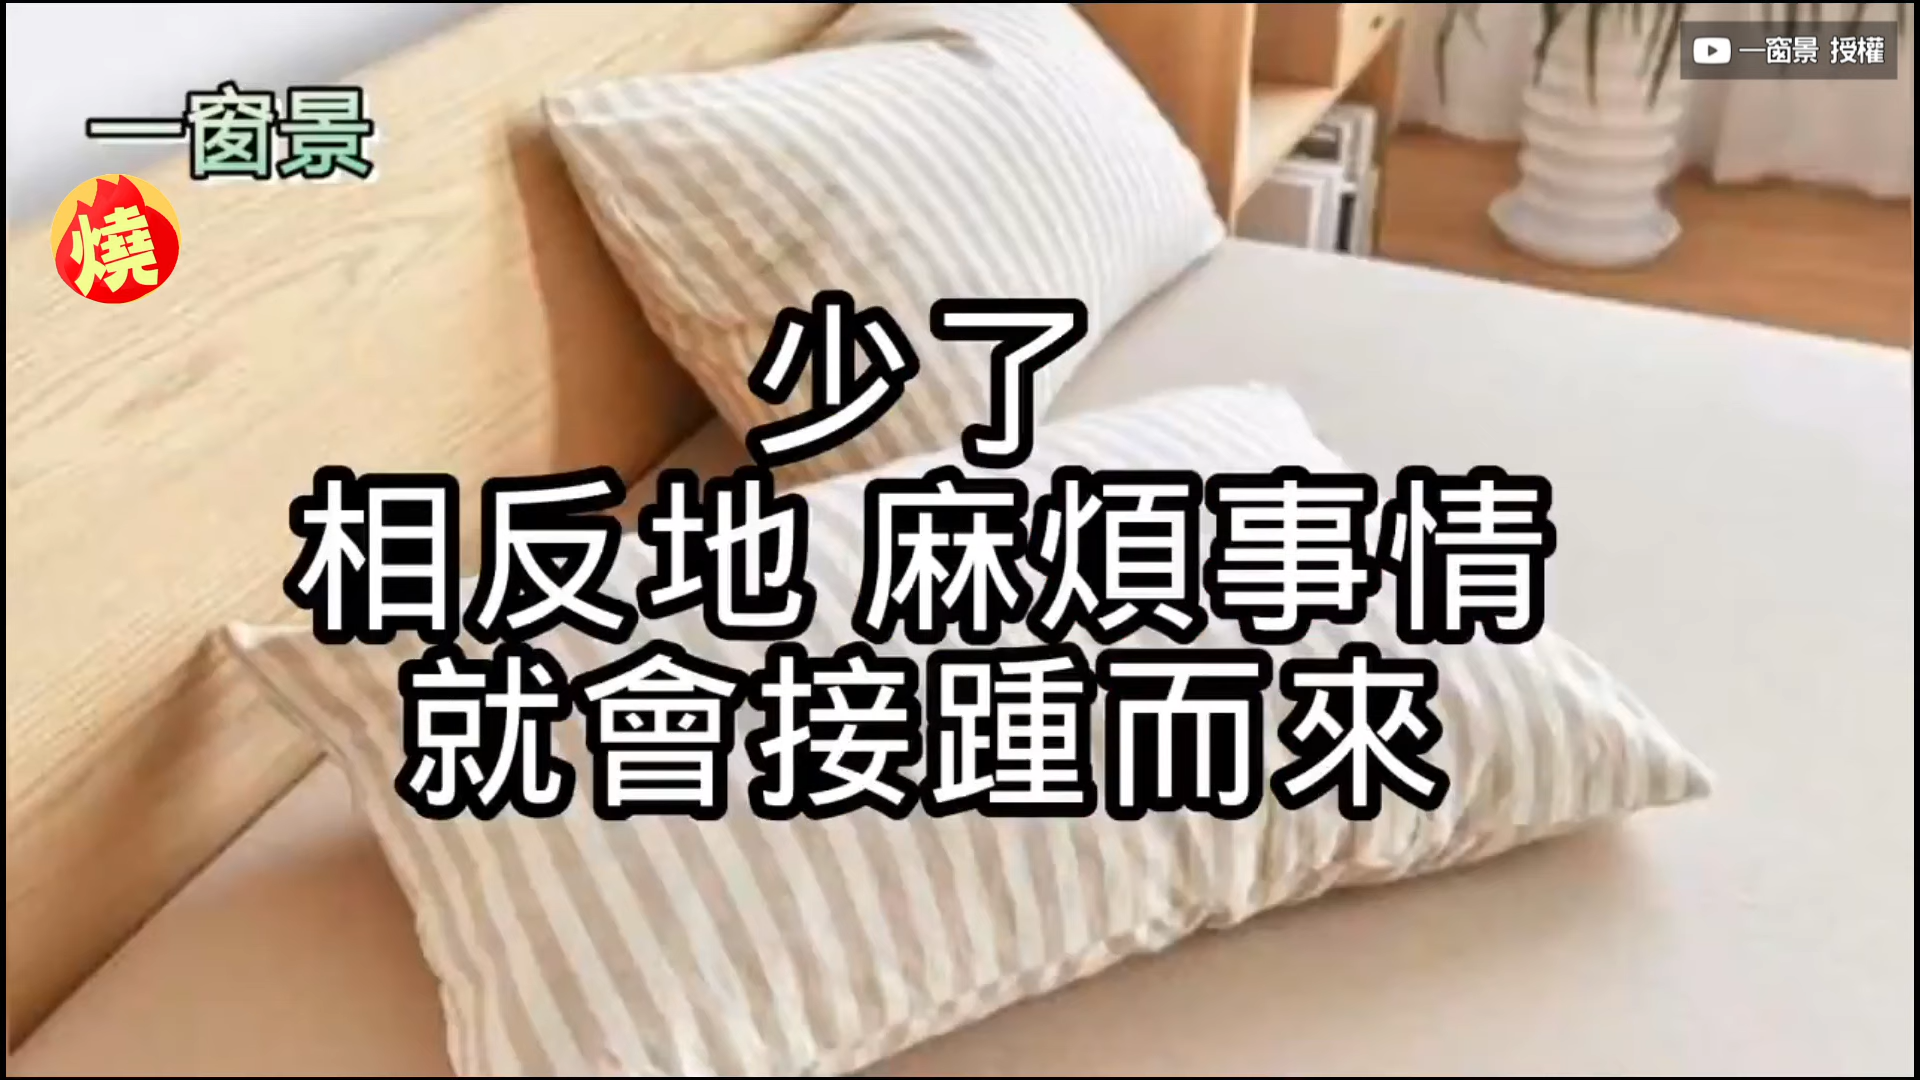 一窗景 授權
一窗景
燒
少了
相反地 麻煩事情
就會接踵而來